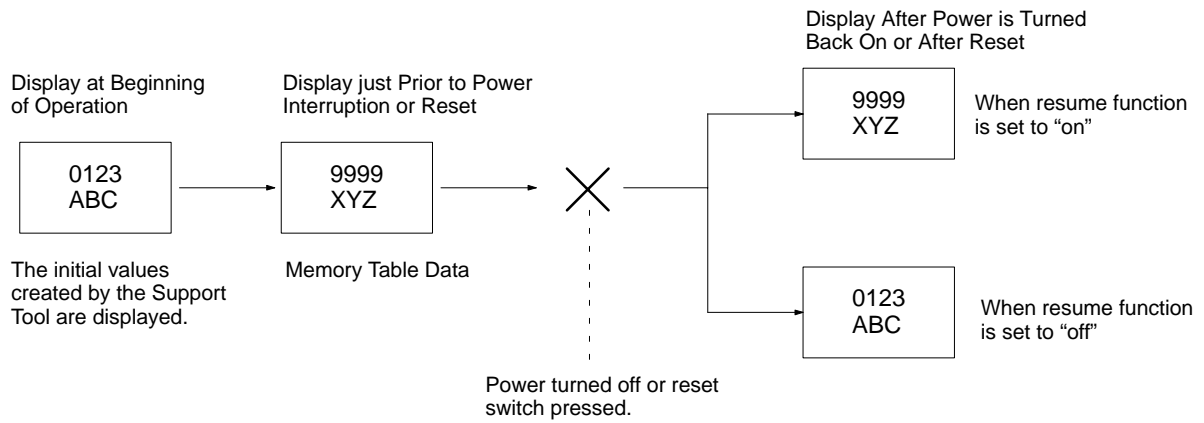 Display at Beginning
of Operation
0123
ABC
The initial values
created by the Support
Tool are displayed.
Display just Prior to Power
Interruption or Reset
9999
XYZ
Memory Table Data
Power turned off or reset
switch pressed.
Display After Power is Turned
Back On or After Reset
9999
XYZ
When resume function
is set to “on”
0123
ABC
When resume function
is set to “off”